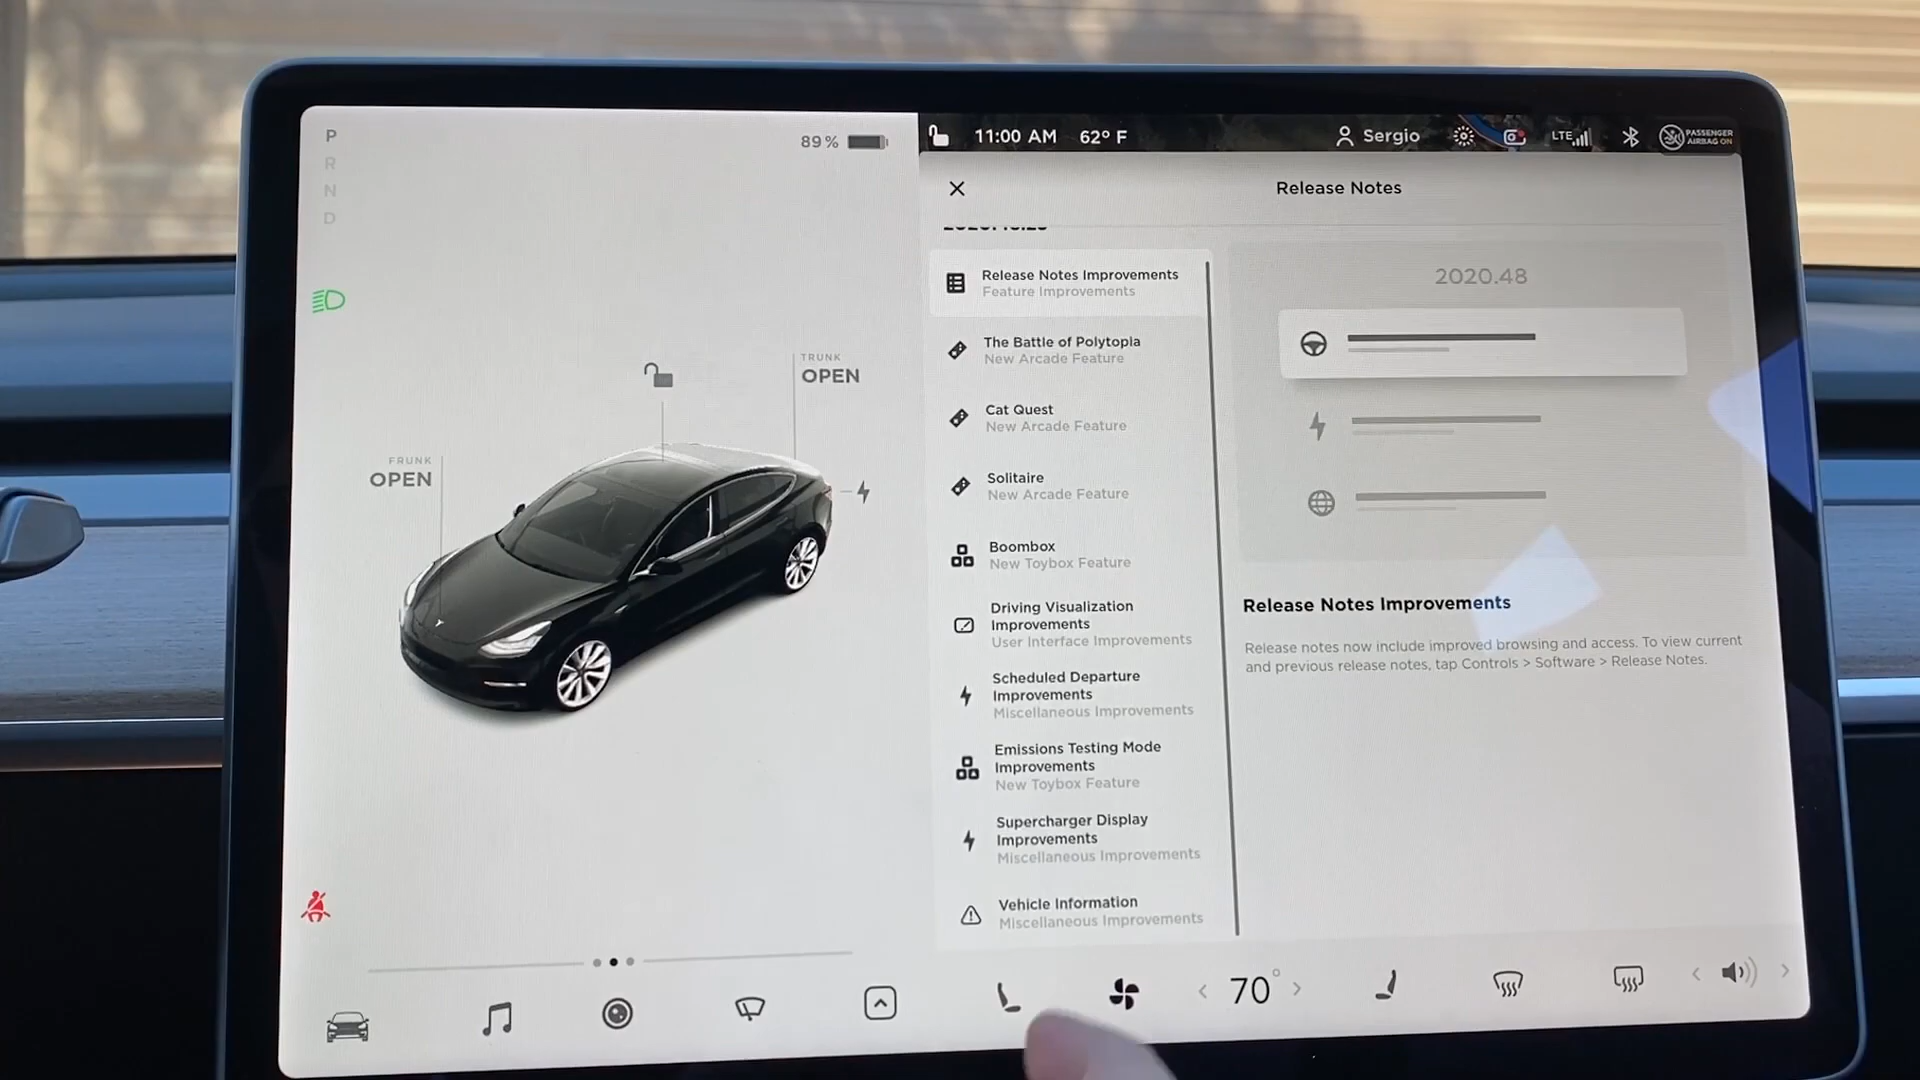 P
R
N
D
89 %
TRUNK
OPEN
FRUNK
OPEN
11:00 AM 62° F
Sergio
LTE
PASSENGER
AIRBAG ON
Release Notes
Release Notes Improvements
Feature Improvements
The Battle of Polytopia
New Arcade Feature
Cat Quest
New Arcade Feature
Solitaire
New Arcade Feature
Boombox
New Toybox Feature
Driving Visualization
Improvements
User Interface Improvements
Scheduled Departure
Improvements
Miscellaneous Improvements
Emissions Testing Mode
Improvements
New Toybox Feature
Supercharger Display
Improvements
Miscellaneous Improvements
Vehicle Information
Miscellaneous Improvements
2020.48
Release Notes Improvements
Release notes now include improved browsing and access. To view current
and previous release notes, tap Controls > Software > Release Notes.
70°